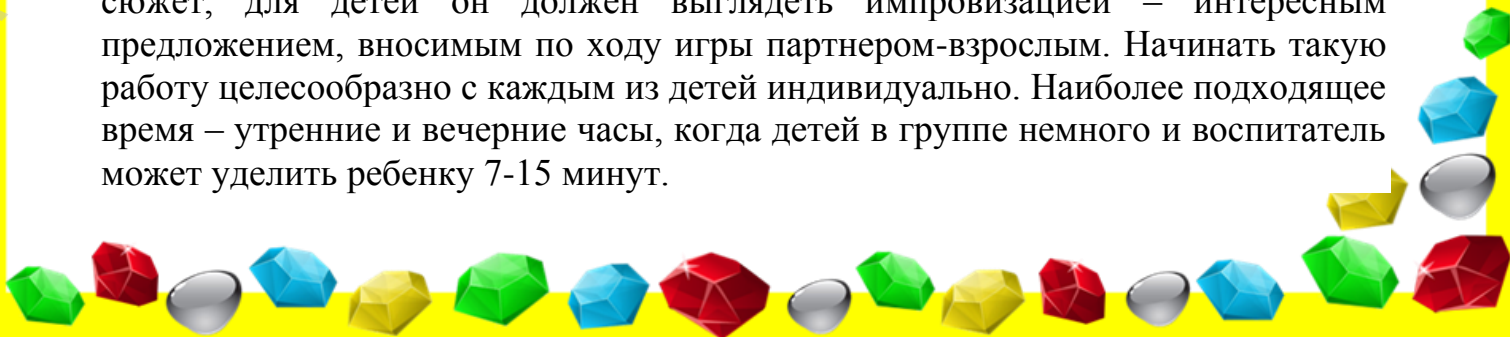 сюжет, для детей он должен выглядеть импровизацией – интересным
предложением, вносимым по ходу игры партнером-взрослым. Начинать такую
работу целесообразно с каждым из детей индивидуально. Наиболее подходящее
время – утренние и вечерние часы, когда детей в группе немного и воспитатель
может уделить ребенку 7-15 минут.